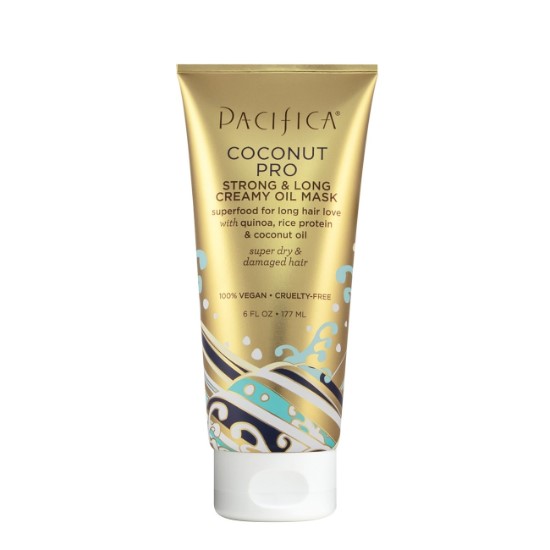 PACIFICA®
COCONUT
PRO
STRONG & LONG
CREAMY OIL MASK
superfood for long hair love
with quinoa, rice protein
& coconut oil
super dry &
damaged hair
100% VEGAN • CRUELTY-FREE
6 FL OZ • 177 ML